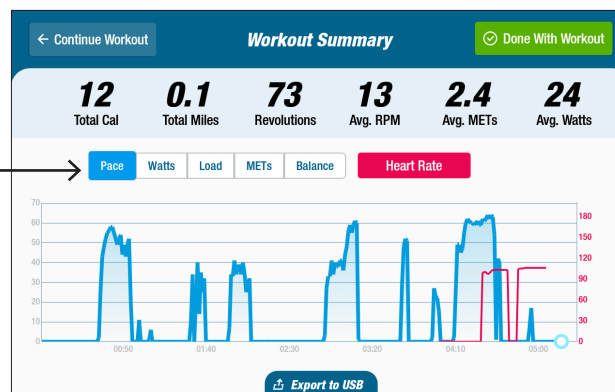 ← Continue Workout
Workout Summary
Done With Workout
12 0.1 73 13 2.4 24
Total Cal Total Miles Revolutions Avg. RPM Avg. METs Avg. Watts
Pace Watts Load METs Balance Heart Rate
70
60 180
50 150
40 120
30 90
20 60
10 30
0 0
00:50 01:40 02:30 03:20 04:10 05:00
Export to USB